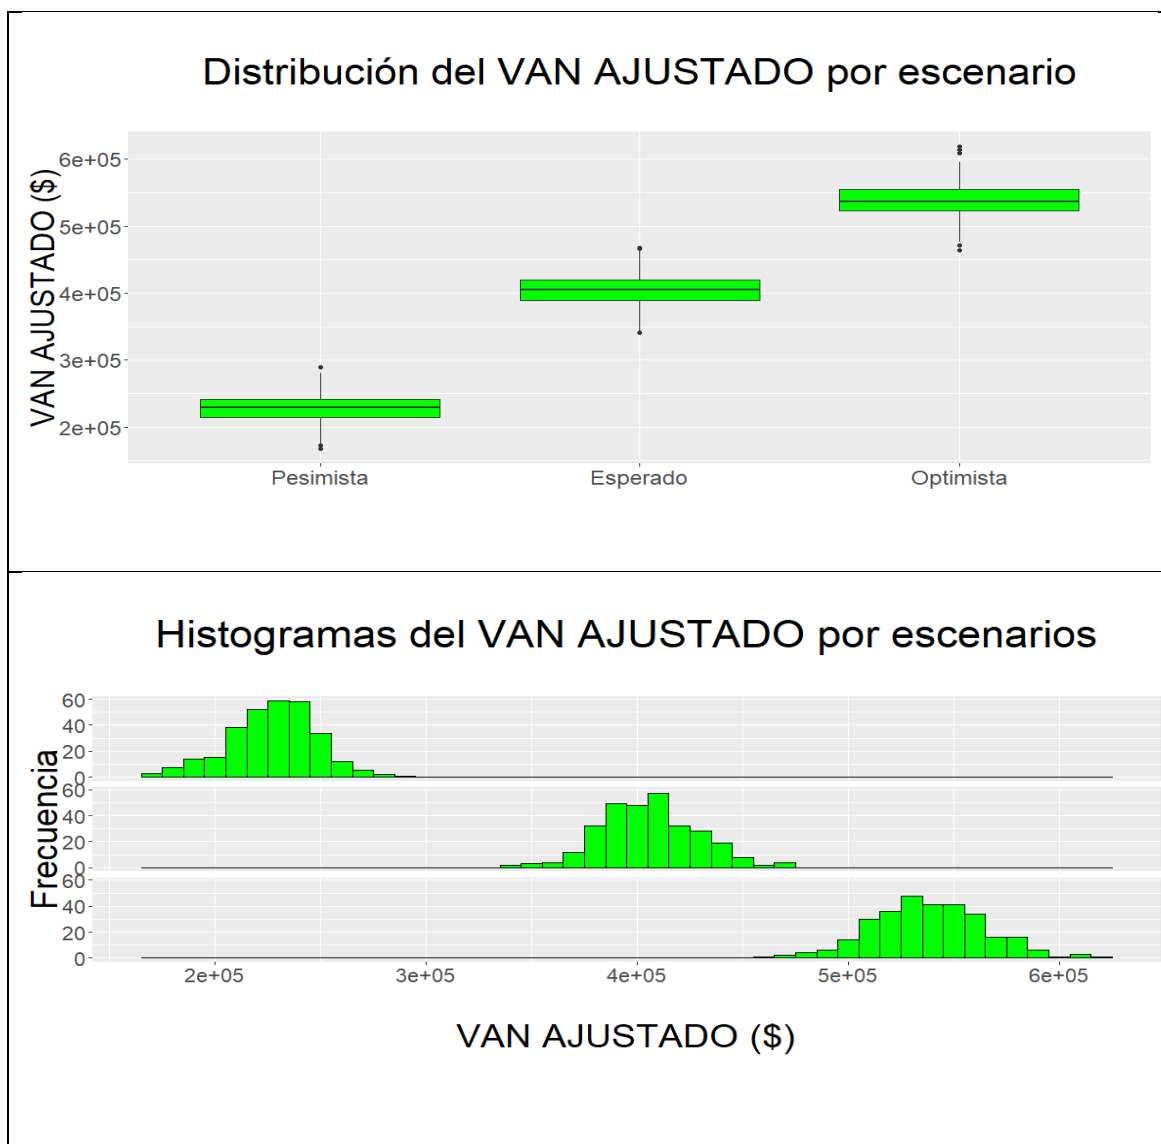 Distribución del VAN AJUSTADO por escenario
VAN AJUSTADO ($)
6e+05
5e+05
4e+05
3e+05
2e+05
Pesimista Esperado Optimista
Histogramas del VAN AJUSTADO por escenarios
Frecuencia
60
40
20
0
60
40
20
0
60
40
20
0
2e+05 3e+05 4e+05 5e+05 6e+05
VAN AJUSTADO ($)